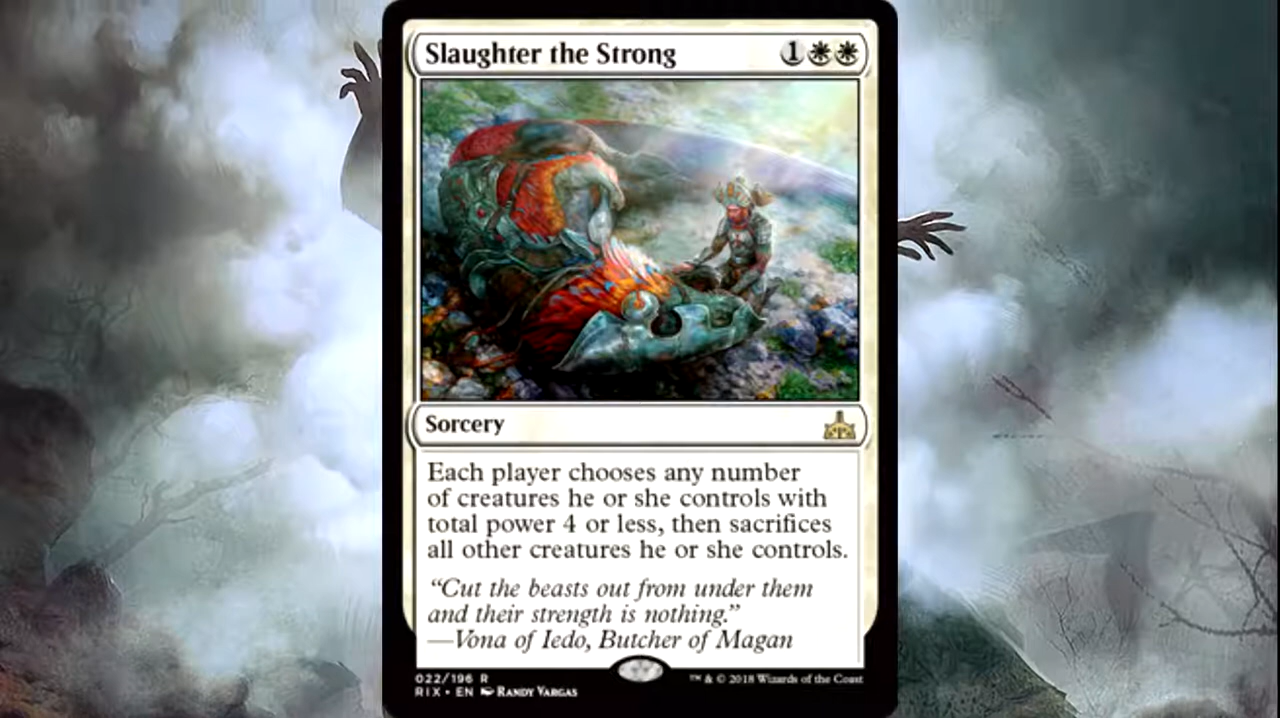 Slaughter the Strong 1
Sorcery
Each player chooses any number
of creatures he or she controls with
total power 4 or less, then sacrifices
all other creatures he or she controls.
“Cut the beasts out from under them
and their strength is nothing.”
—Vona of Iedo, Butcher of Magan
022/196 R
™ & © 2018 Wizards of the Coast
RIX • EN RANDY VARGAS